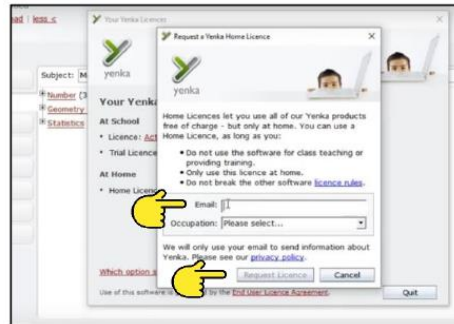 less <
Your Yenka Licences
Request a Yenka Home Licence
yenka
yenka
Subject:
Number
Geometry
Statistics
Your Yenka
At School
• Licence:
• Trial Licence
At Home
• Home Licence
Which option
Home Licences let you use all of our Yenka products
free of charge - but only at home. You can use a
Home Licence, as long as you:
• Do not use the software for class teaching or
providing training.
• Only use this licence at home.
• Do not break the other software licence rules.
Email:
Occupation: Please select...
We will only use your email to send information about
Yenka. Please see our privacy policy.
Request Licence
Cancel
Use of this software is governed by the End User Licence Agreement.
Quit